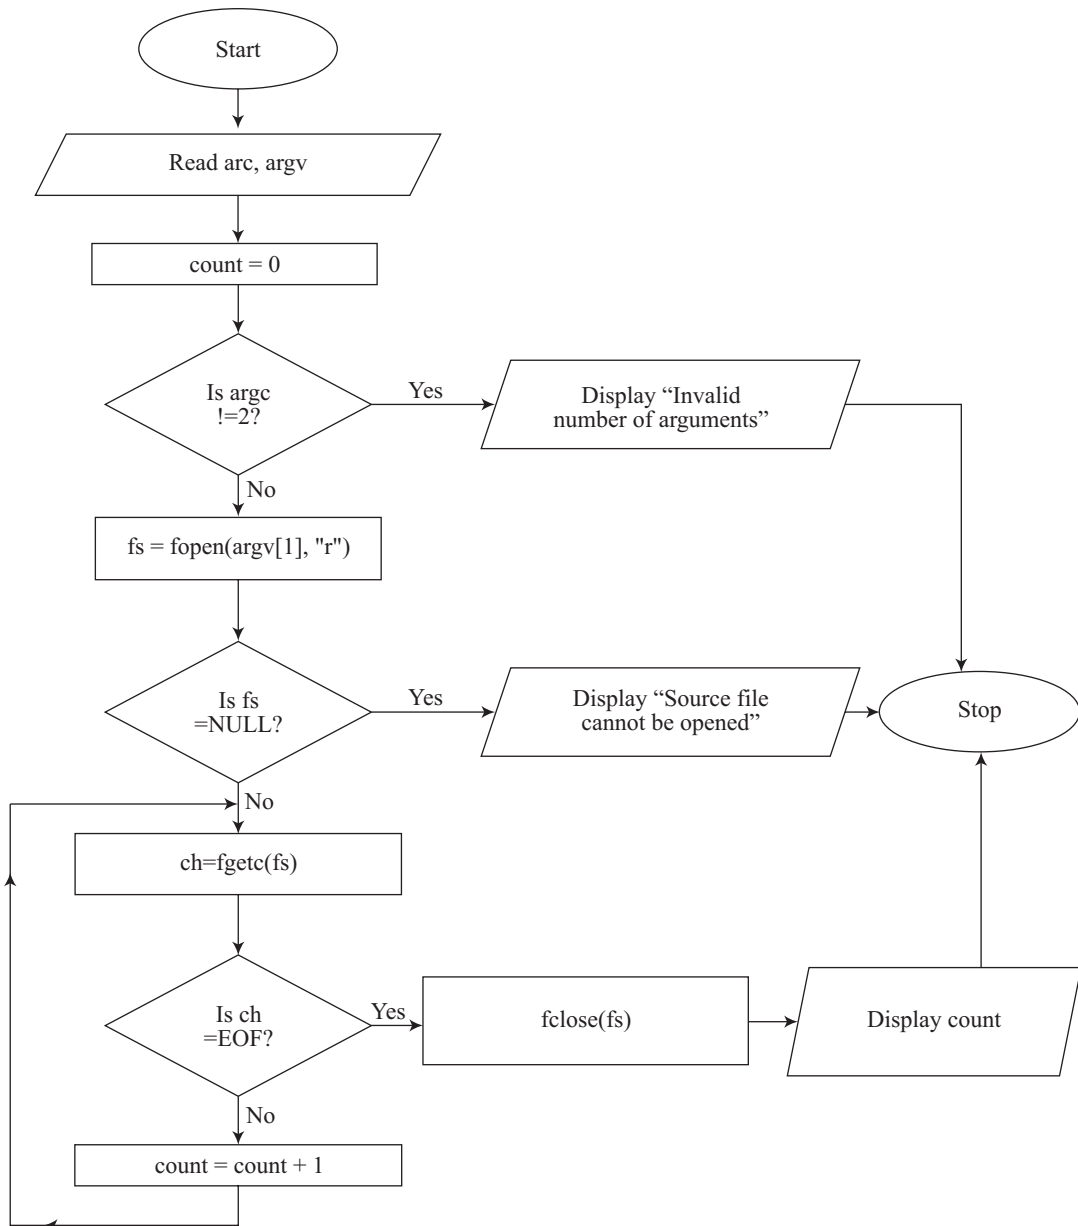 Start
Read arc, argv
count = 0
Is argc
!=2?
Yes
Display “Invalid
number of arguments”
No
fs = fopen(argv[1], "r")
Is fs
=NULL?
Yes
Display “Source file
cannot be opened”
Stop
No
ch=fgetc(fs)
Is ch
=EOF?
Yes
fclose(fs)
Display count
No
count = count + 1